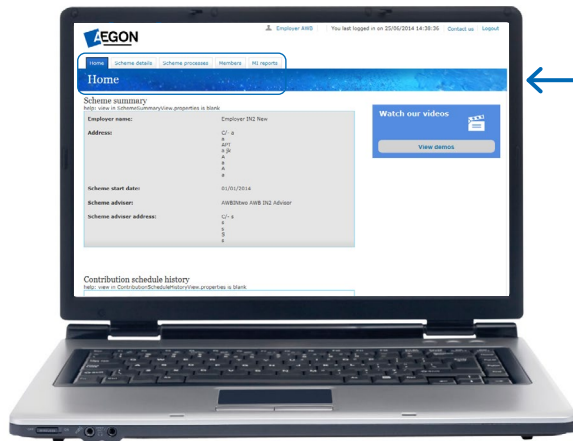 AEGON
Employer AWB You last logged in on 25/06/2014 14:38:36 Contact us Logout
Home Scheme details Scheme processes Members MI reports
Home
Scheme summary
help: view in SchemeSummaryView.properties is blank
Employer name: Employer IN2 New
Address: C/- a
a
APT
a jk
A
a
A
a
Scheme start date: 01/01/2014
Scheme adviser: AWBINtwo AWB IN2 Adviser
Scheme adviser address: C/- s
s
s
S
s
Watch our videos
View demos
Contribution schedule history
help: view in ContributionScheduleHistoryView.properties is blank